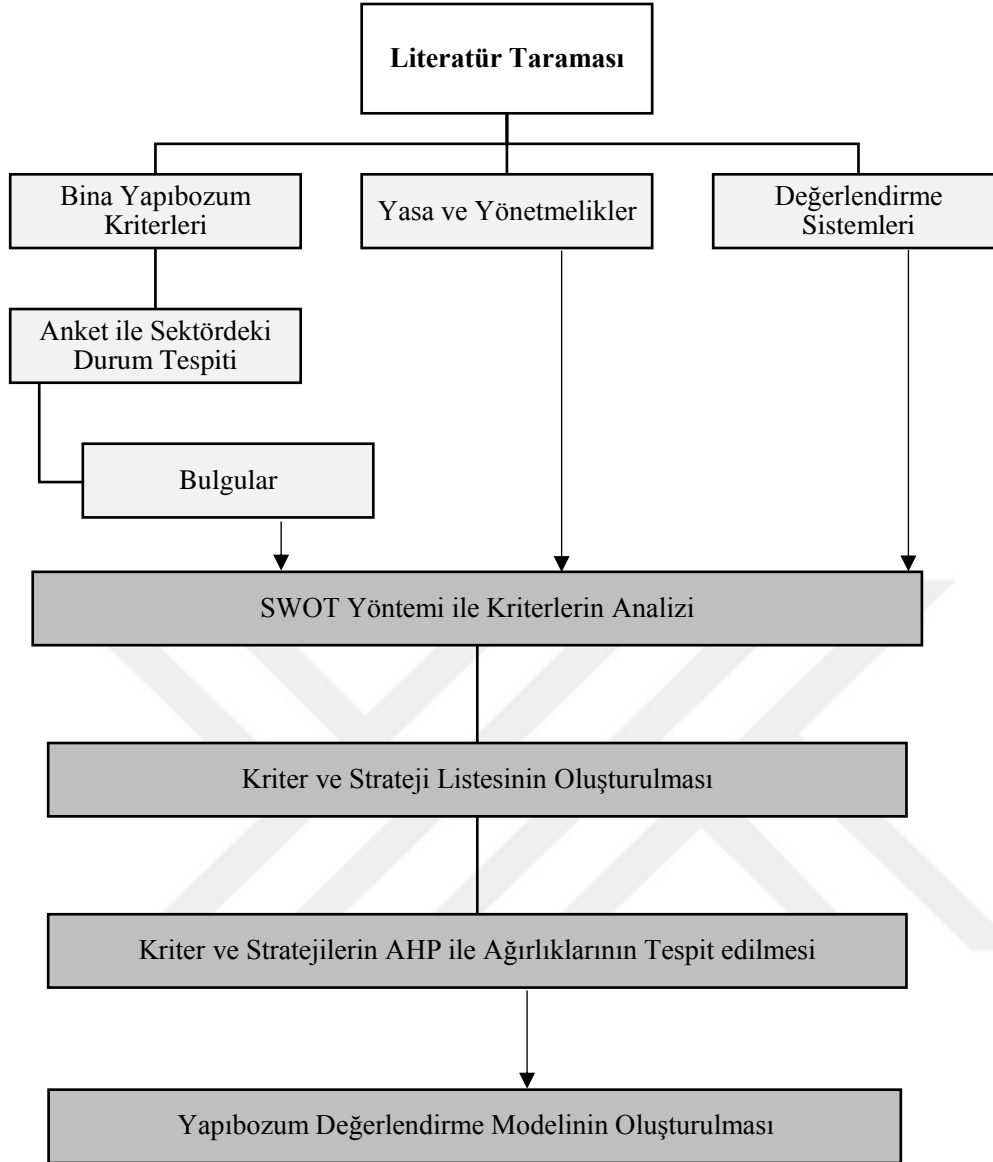 Literatür Taraması
Bina Yapıbozum
Kriterleri
Yasa ve Yönetmelikler
Değerlendirme
Sistemleri
Anket ile Sektördeki
Durum Tespiti
Bulgular
SWOT Yöntemi ile Kriterlerin Analizi
Kriter ve Strateji Listesinin Oluşturulması
Kriter ve Stratejilerin AHP ile Ağırlıklarının Tespit edilmesi
Yapıbozum Değerlendirme Modelinin Oluşturulması